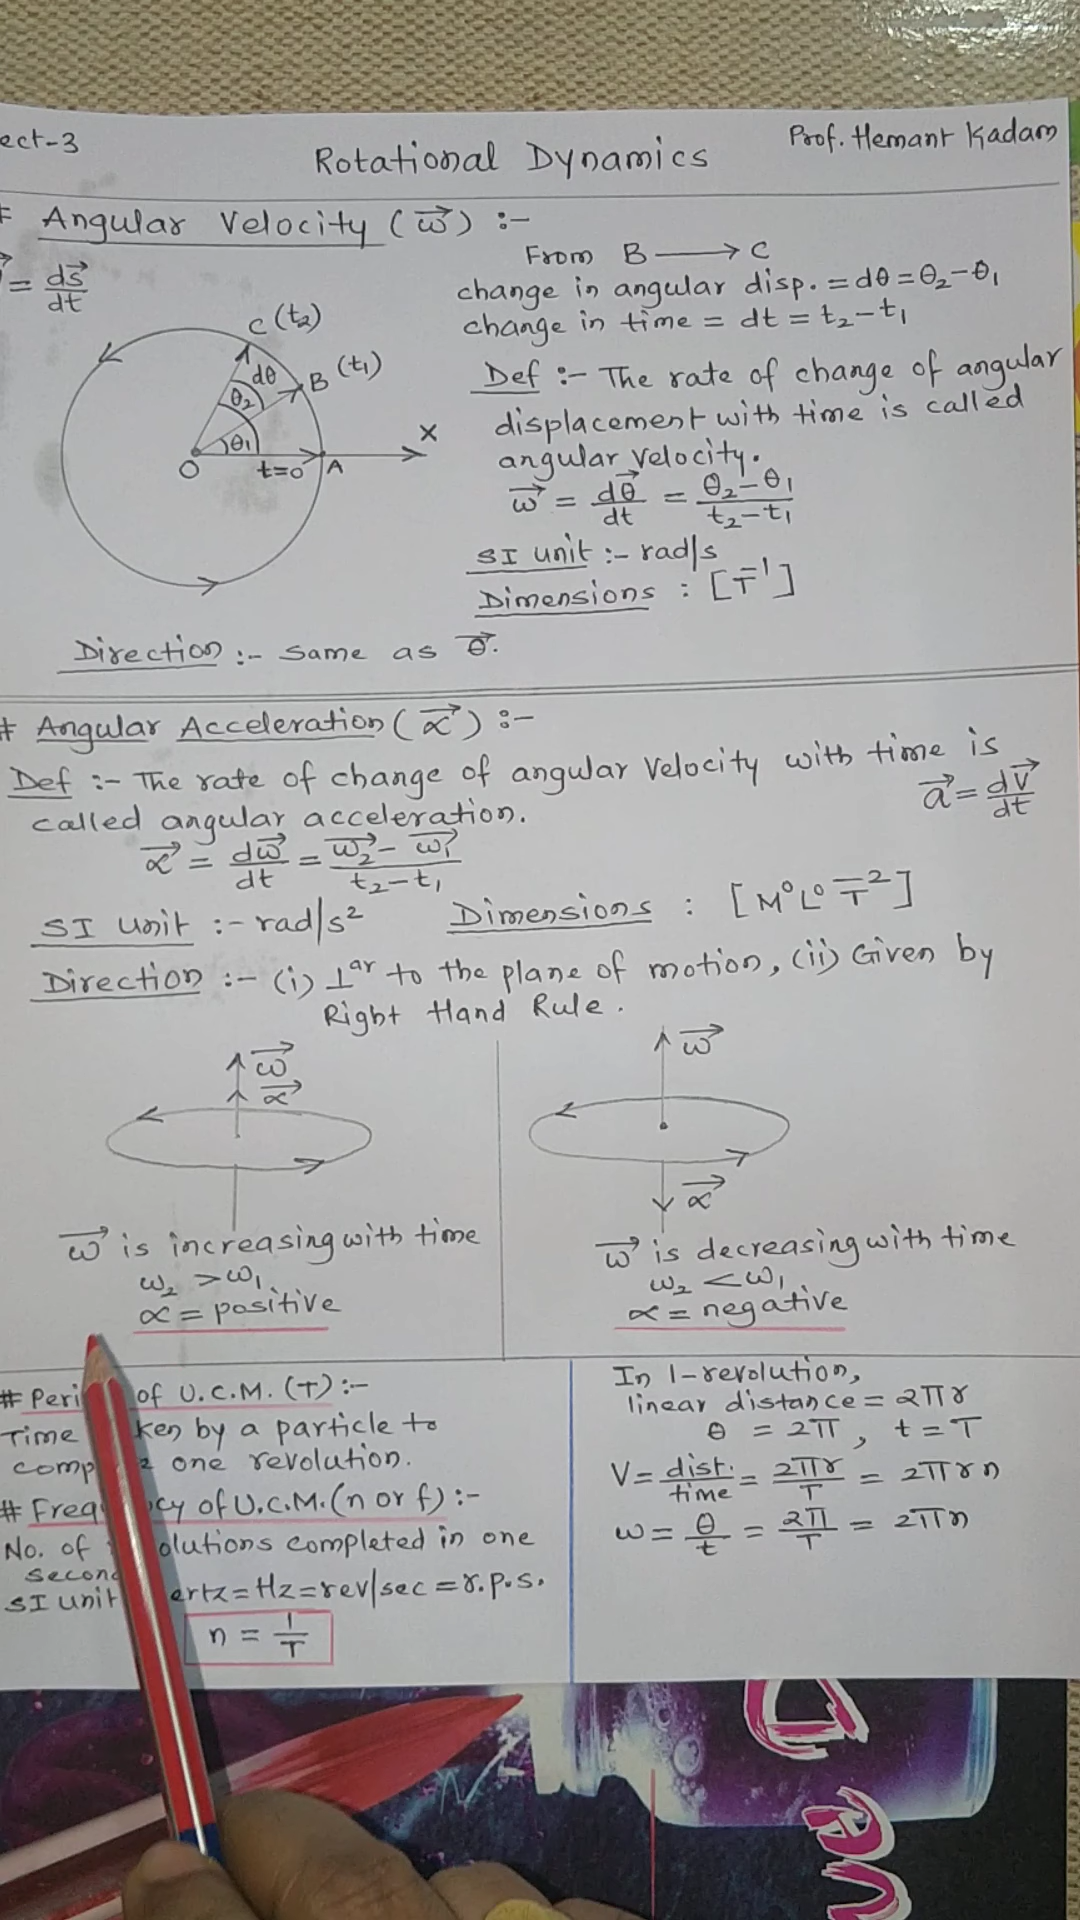 ect-3
Rotational Dynamics
Prof. Hemant Kadam
# Angular Velocity (ω⃗) :-
= ds⃗/dt
From B ⟶ C
change in angular disp. = dθ = θ₂-θ₁
change in time = dt = t₂-t₁
C (t₂)
dθ
B (t₁)
θ₂
θ₁
X
O
t=0
A
Def :- The rate of change of angular
displacement with time is called
angular velocity.
ω⃗ = dθ⃗/dt = θ₂-θ₁/t₂-t₁
SI unit :- rad/s
Dimensions : [T⁻¹]
Direction :- same as θ⃗.
# Angular Acceleration (α⃗) :-
Def :- The rate of change of angular velocity with time is
called angular acceleration.
a⃗ = dv⃗/dt
α⃗ = dω⃗/dt = ω⃗₂ - ω⃗₁/t₂-t₁
SI Unit :- rad/s²
Dimensions : [M⁰L⁰T⁻²]
Direction :- (i) ⊥ᵃʳ to the plane of motion, (ii) Given by
Right Hand Rule.
ω⃗
α⃗
ω⃗ is increasing with time
ω₂ > ω₁
α = positive
ω⃗
α⃗
ω⃗ is decreasing with time
ω₂ < ω₁
α = negative
# Peri of U.C.M. (T) :-
Time ken by a particle to
comp one revolution.
# Freq cy of U.C.M. (n or f) :-
No. of olutions completed in one
second
SI unit ertz = Hz = rev/sec = r.p.s.
n = 1/T
In 1-revolution,
linear distance = 2πr
θ = 2π, t = T
V = dist./time = 2πr/T = 2πrn
ω = θ/t = 2π/T = 2πn